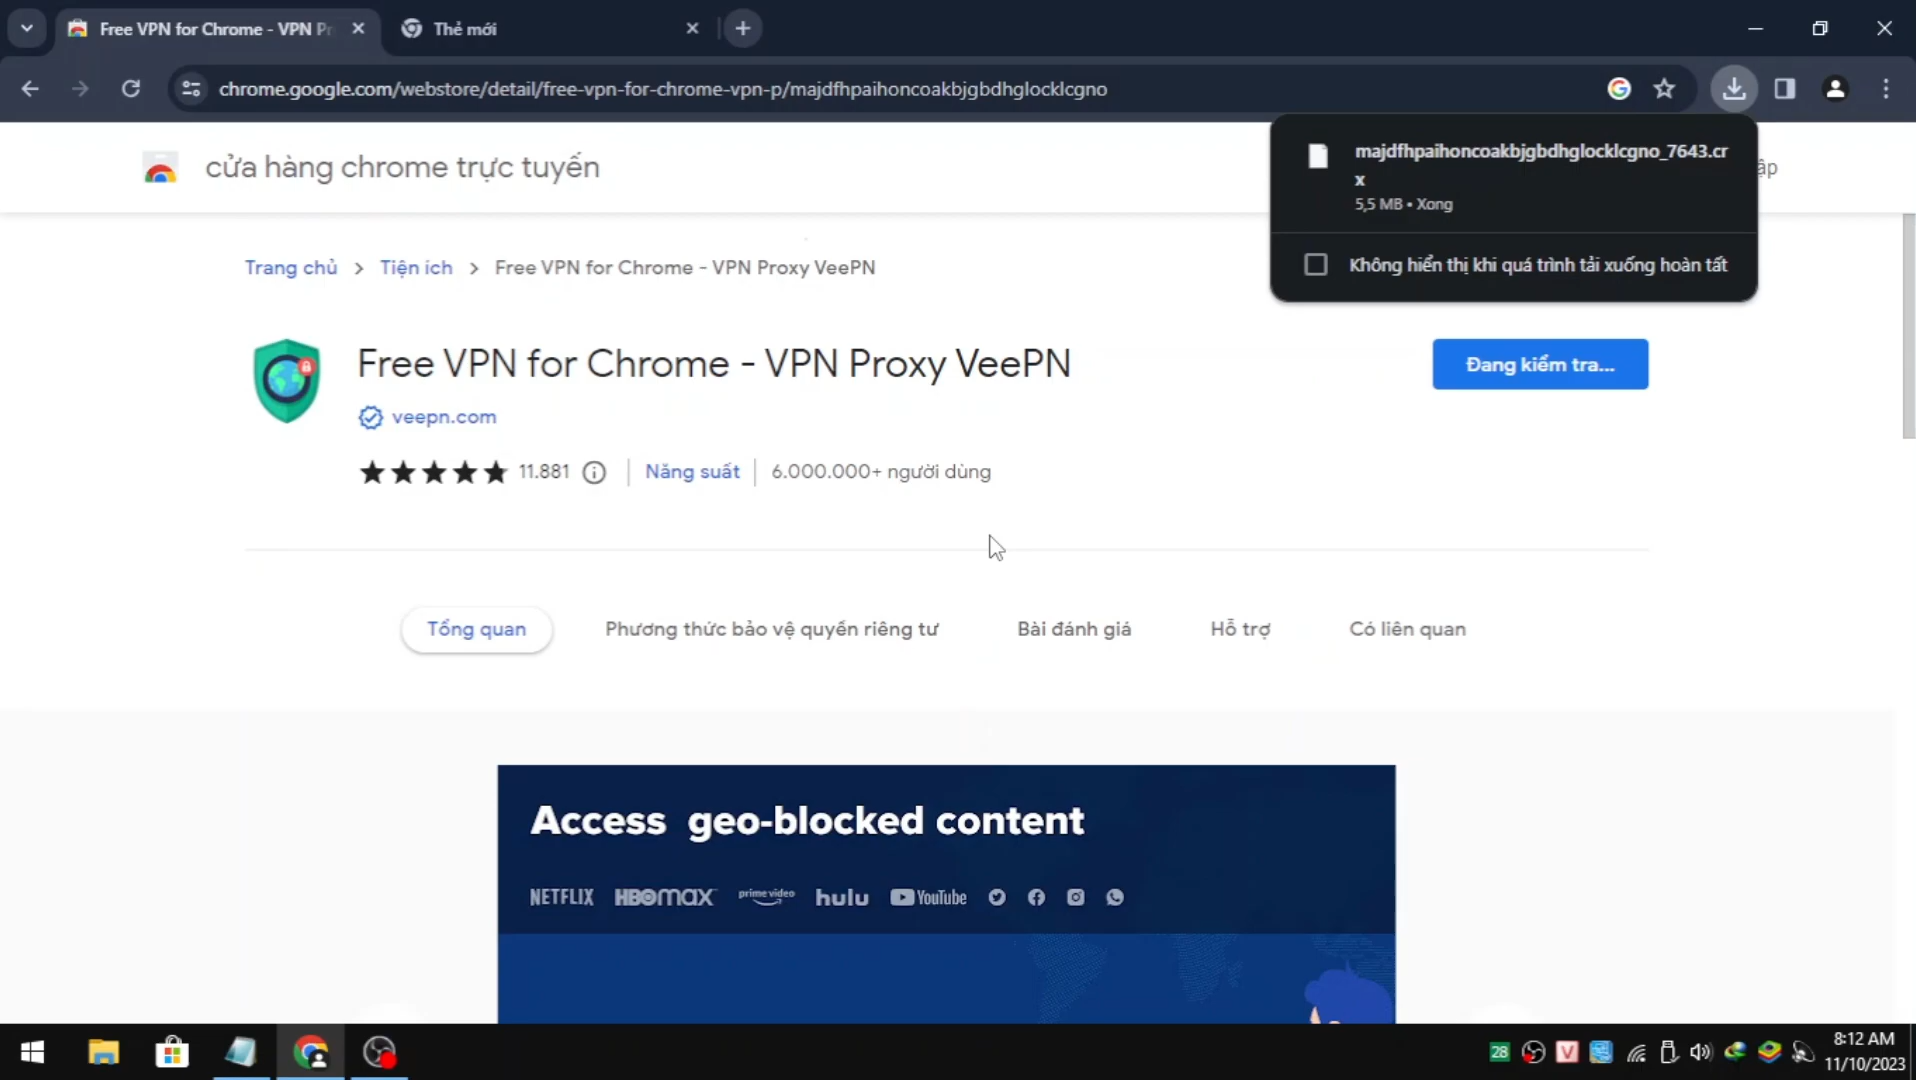 Free VPN for Chrome - VPN Pr
Thẻ mới
chrome.google.com/webstore/detail/free-vpn-for-chrome-vpn-p/majdfhpaihoncoakbjgbdhglocklcgno
majdfhpaihoncoakbjgbdhglocklcgno_7643.cr
x
5,5 MB • Xong
Không hiển thị khi quá trình tải xuống hoàn tất
cửa hàng chrome trực tuyến
Trang chủ > Tiện ích > Free VPN for Chrome - VPN Proxy VeePN
Free VPN for Chrome - VPN Proxy VeePN
Đang kiểm tra...
veepn.com
11.881 Năng suất 6.000.000+ người dùng
Tổng quan Phương thức bảo vệ quyền riêng tư Bài đánh giá Hỗ trợ Có liên quan
Access geo-blocked content
NETFLIX HBOMAX prime video hulu YouTube
28 V 8:12 AM
11/10/2023